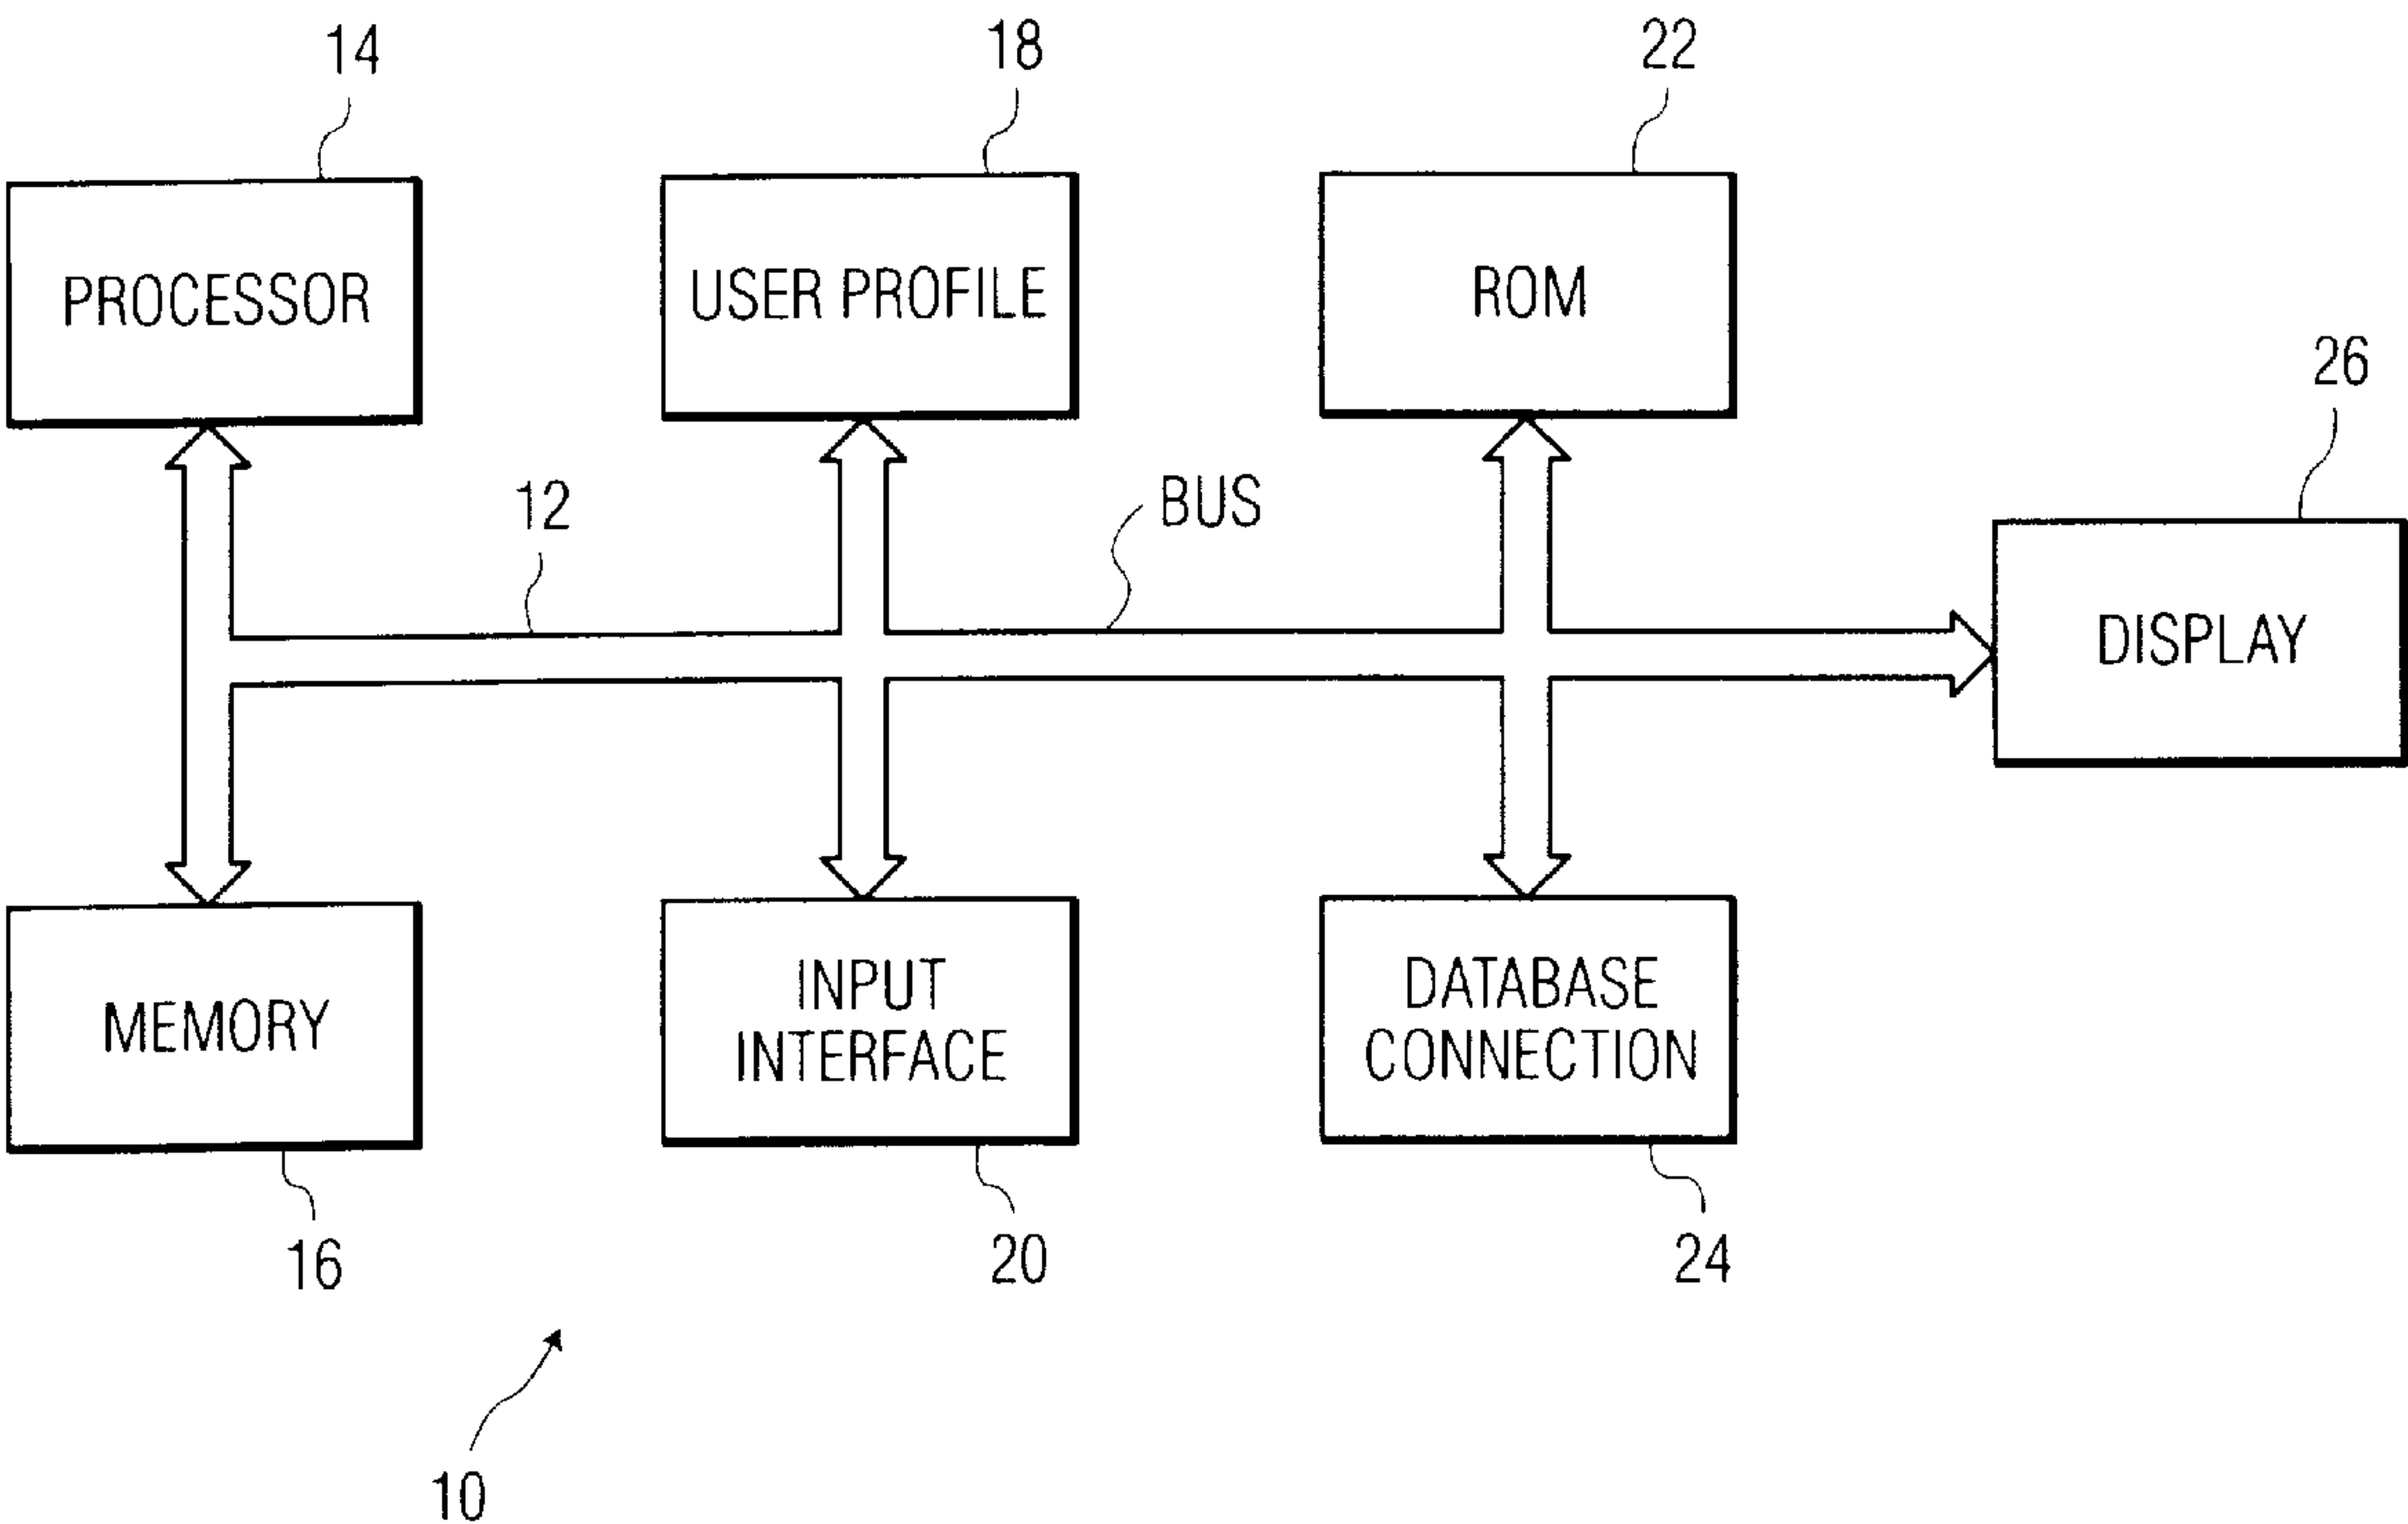 14
18
22
PROCESSOR
USER PROFILE
ROM
26
12
BUS
DISPLAY
MEMORY
INPUT
INTERFACE
DATABASE
CONNECTION
16
20
24
10